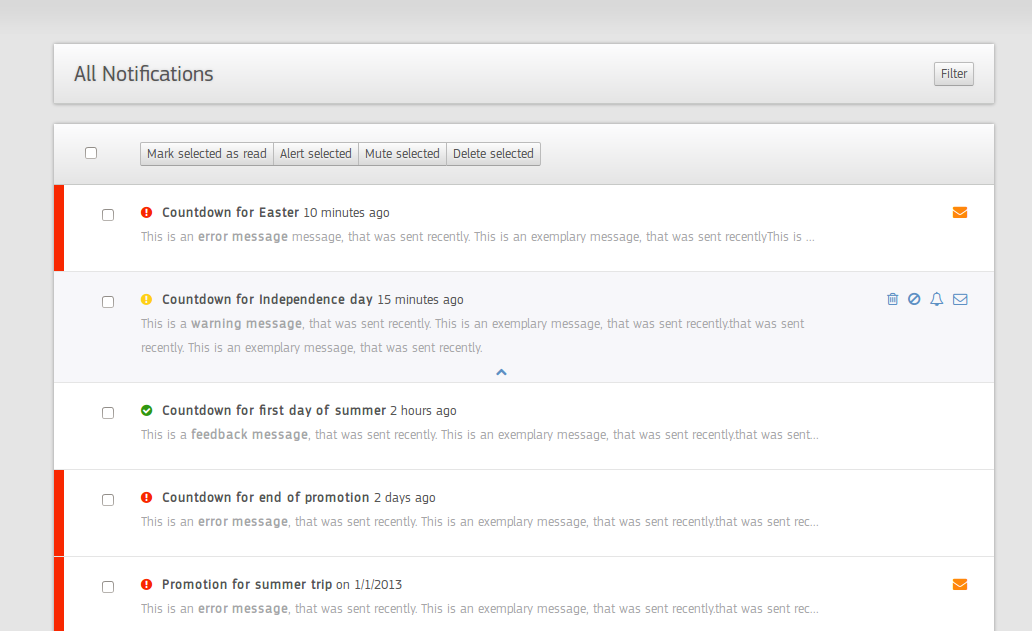 All Notifications
Filter
Mark selected as read Alert selected Mute selected Delete selected
Countdown for Easter 10 minutes ago
This is an error message message, that was sent recently. This is an exemplary message, that was sent recentlyThis is ...
Countdown for Independence day 15 minutes ago
This is a warning message, that was sent recently. This is an exemplary message, that was sent recently.that was sent
recently. This is an exemplary message, that was sent recently.
Countdown for first day of summer 2 hours ago
This is a feedback message, that was sent recently. This is an exemplary message, that was sent recently.that was sent...
Countdown for end of promotion 2 days ago
This is an error message, that was sent recently. This is an exemplary message, that was sent recently.that was sent rec...
Promotion for summer trip on 1/1/2013
This is an error message, that was sent recently. This is an exemplary message, that was sent recently.that was sent rec...